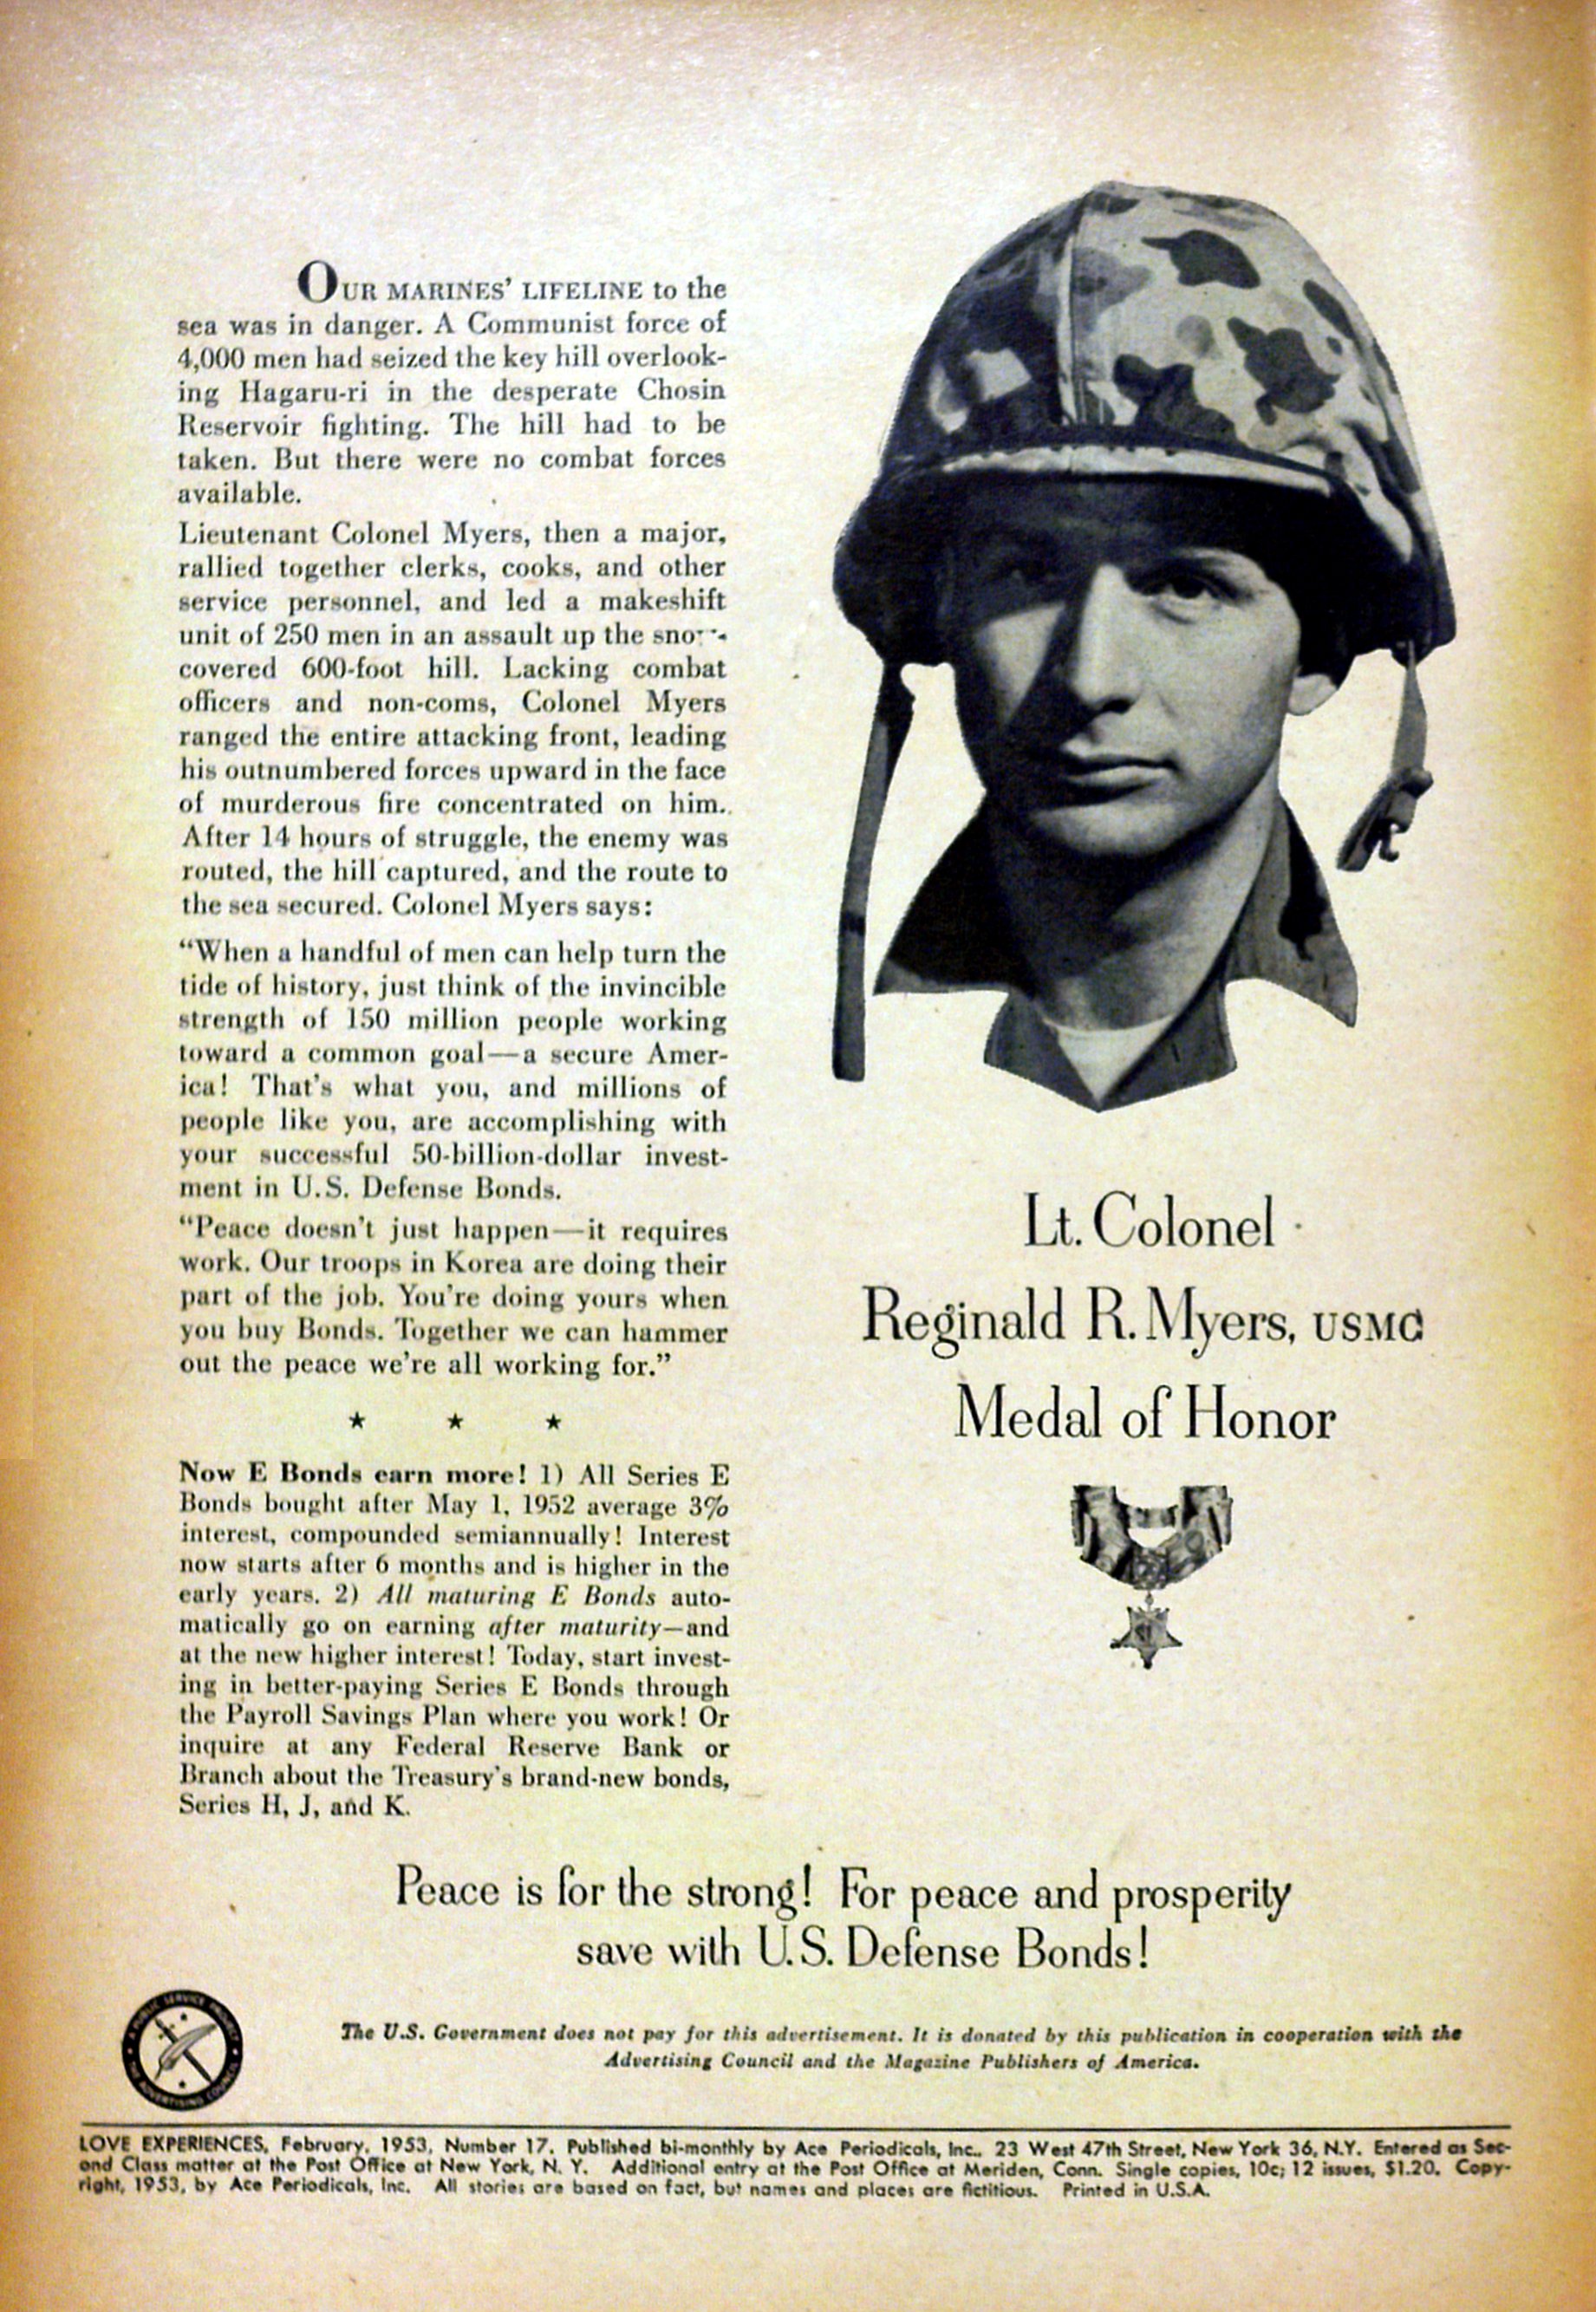 OUR MARINES' LIFELINE to the
sea was in danger. A Communist force of
4,000 men had seized the key hill overlook-
ing Hagaru-ri in the desperate Chosin
Reservoir fighting. The hill had to be
taken. But there were no combat forces
available.
Lieutenant Colonel Myers, then a major,
rallied together clerks, cooks, and other
service personnel, and led a makeshift
unit of 250 men in an assault up the
covered 600-foot hill. Lacking combat
officers and non-coms, Colonel Myers
ranged the entire attacking front, leading
his outnumbered forces upward in the face
of murderous fire concentrated on him.
After 14 hours of struggle, the enemy was
routed, the hill captured, and the route to
the sea secured. Colonel Myers says:
“When a handful of men can help turn the
tide of history, just think of the invincible
strength of 150 million people working
toward a common goal—a secure Amer-
ica! That's what you, and millions of
people like you, are accomplishing with
your successful 50-billion-dollar invest-
ment in U.S. Defense Bonds.
“Peace doesn't just happen—it requires
work. Our troops in Korea are doing their
part of the job. You're doing yours when
you buy Bonds. Together we can hammer
out the peace we're all working for.”
★ ★ ★
Now E Bonds earn more! 1) All Series E
Bonds bought after May 1, 1952 average 3%
interest, compounded semiannually! Interest
now starts after 6 months and is higher in the
early years. 2) All maturing E Bonds auto-
matically go on earning after maturity—and
at the new higher interest! Today, start invest-
ing in better-paying Series E Bonds through
the Payroll Savings Plan where you work! Or
inquire at any Federal Reserve Bank or
Branch about the Treasury's brand-new bonds,
Series H, J, and K.
Lt. Colonel
Reginald R. Myers, USMC
Medal of Honor
Peace is for the strong! For peace and prosperity
save with U.S. Defense Bonds!
A PUBLIC SERVICE PROJECT
THE ADVERTISING COUNCIL
The U.S. Government does not pay for this advertisement. It is donated by this publication in cooperation with the
Advertising Council and the Magazine Publishers of America.
LOVE EXPERIENCES, February, 1953, Number 17. Published bi-monthly by Ace Periodicals, Inc., 23 West 47th Street, New York 36, N.Y. Entered as Sec-
ond Class matter at the Post Office at New York, N. Y. Additional entry at the Post Office at Meriden, Conn. Single copies, 10c; 12 issues, $1.20. Copy-
right, 1953, by Ace Periodicals, Inc. All stories are based on fact, but names and places are fictitious. Printed in U.S.A.